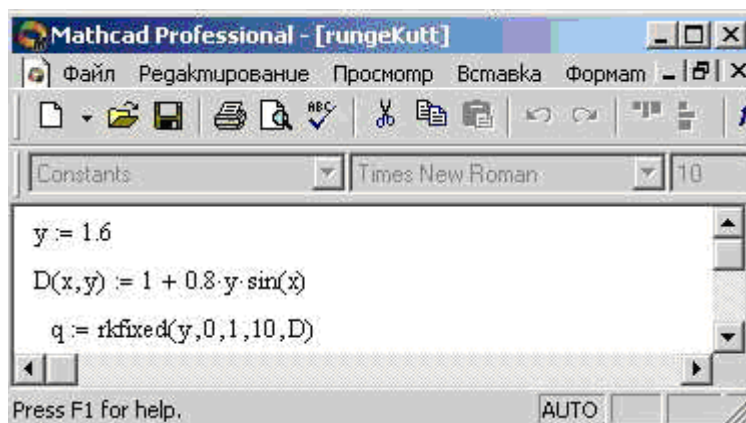 Mathcad Professional - [rungeKutt]
Файл Редактирование Просмотр Вставка Формат
ABC
Constants Times New Roman 10
y := 1.6
D(x,y) := 1 + 0.8·y·sin(x)
q := rkfixed(y,0,1,10,D)
Press F1 for help. AUTO